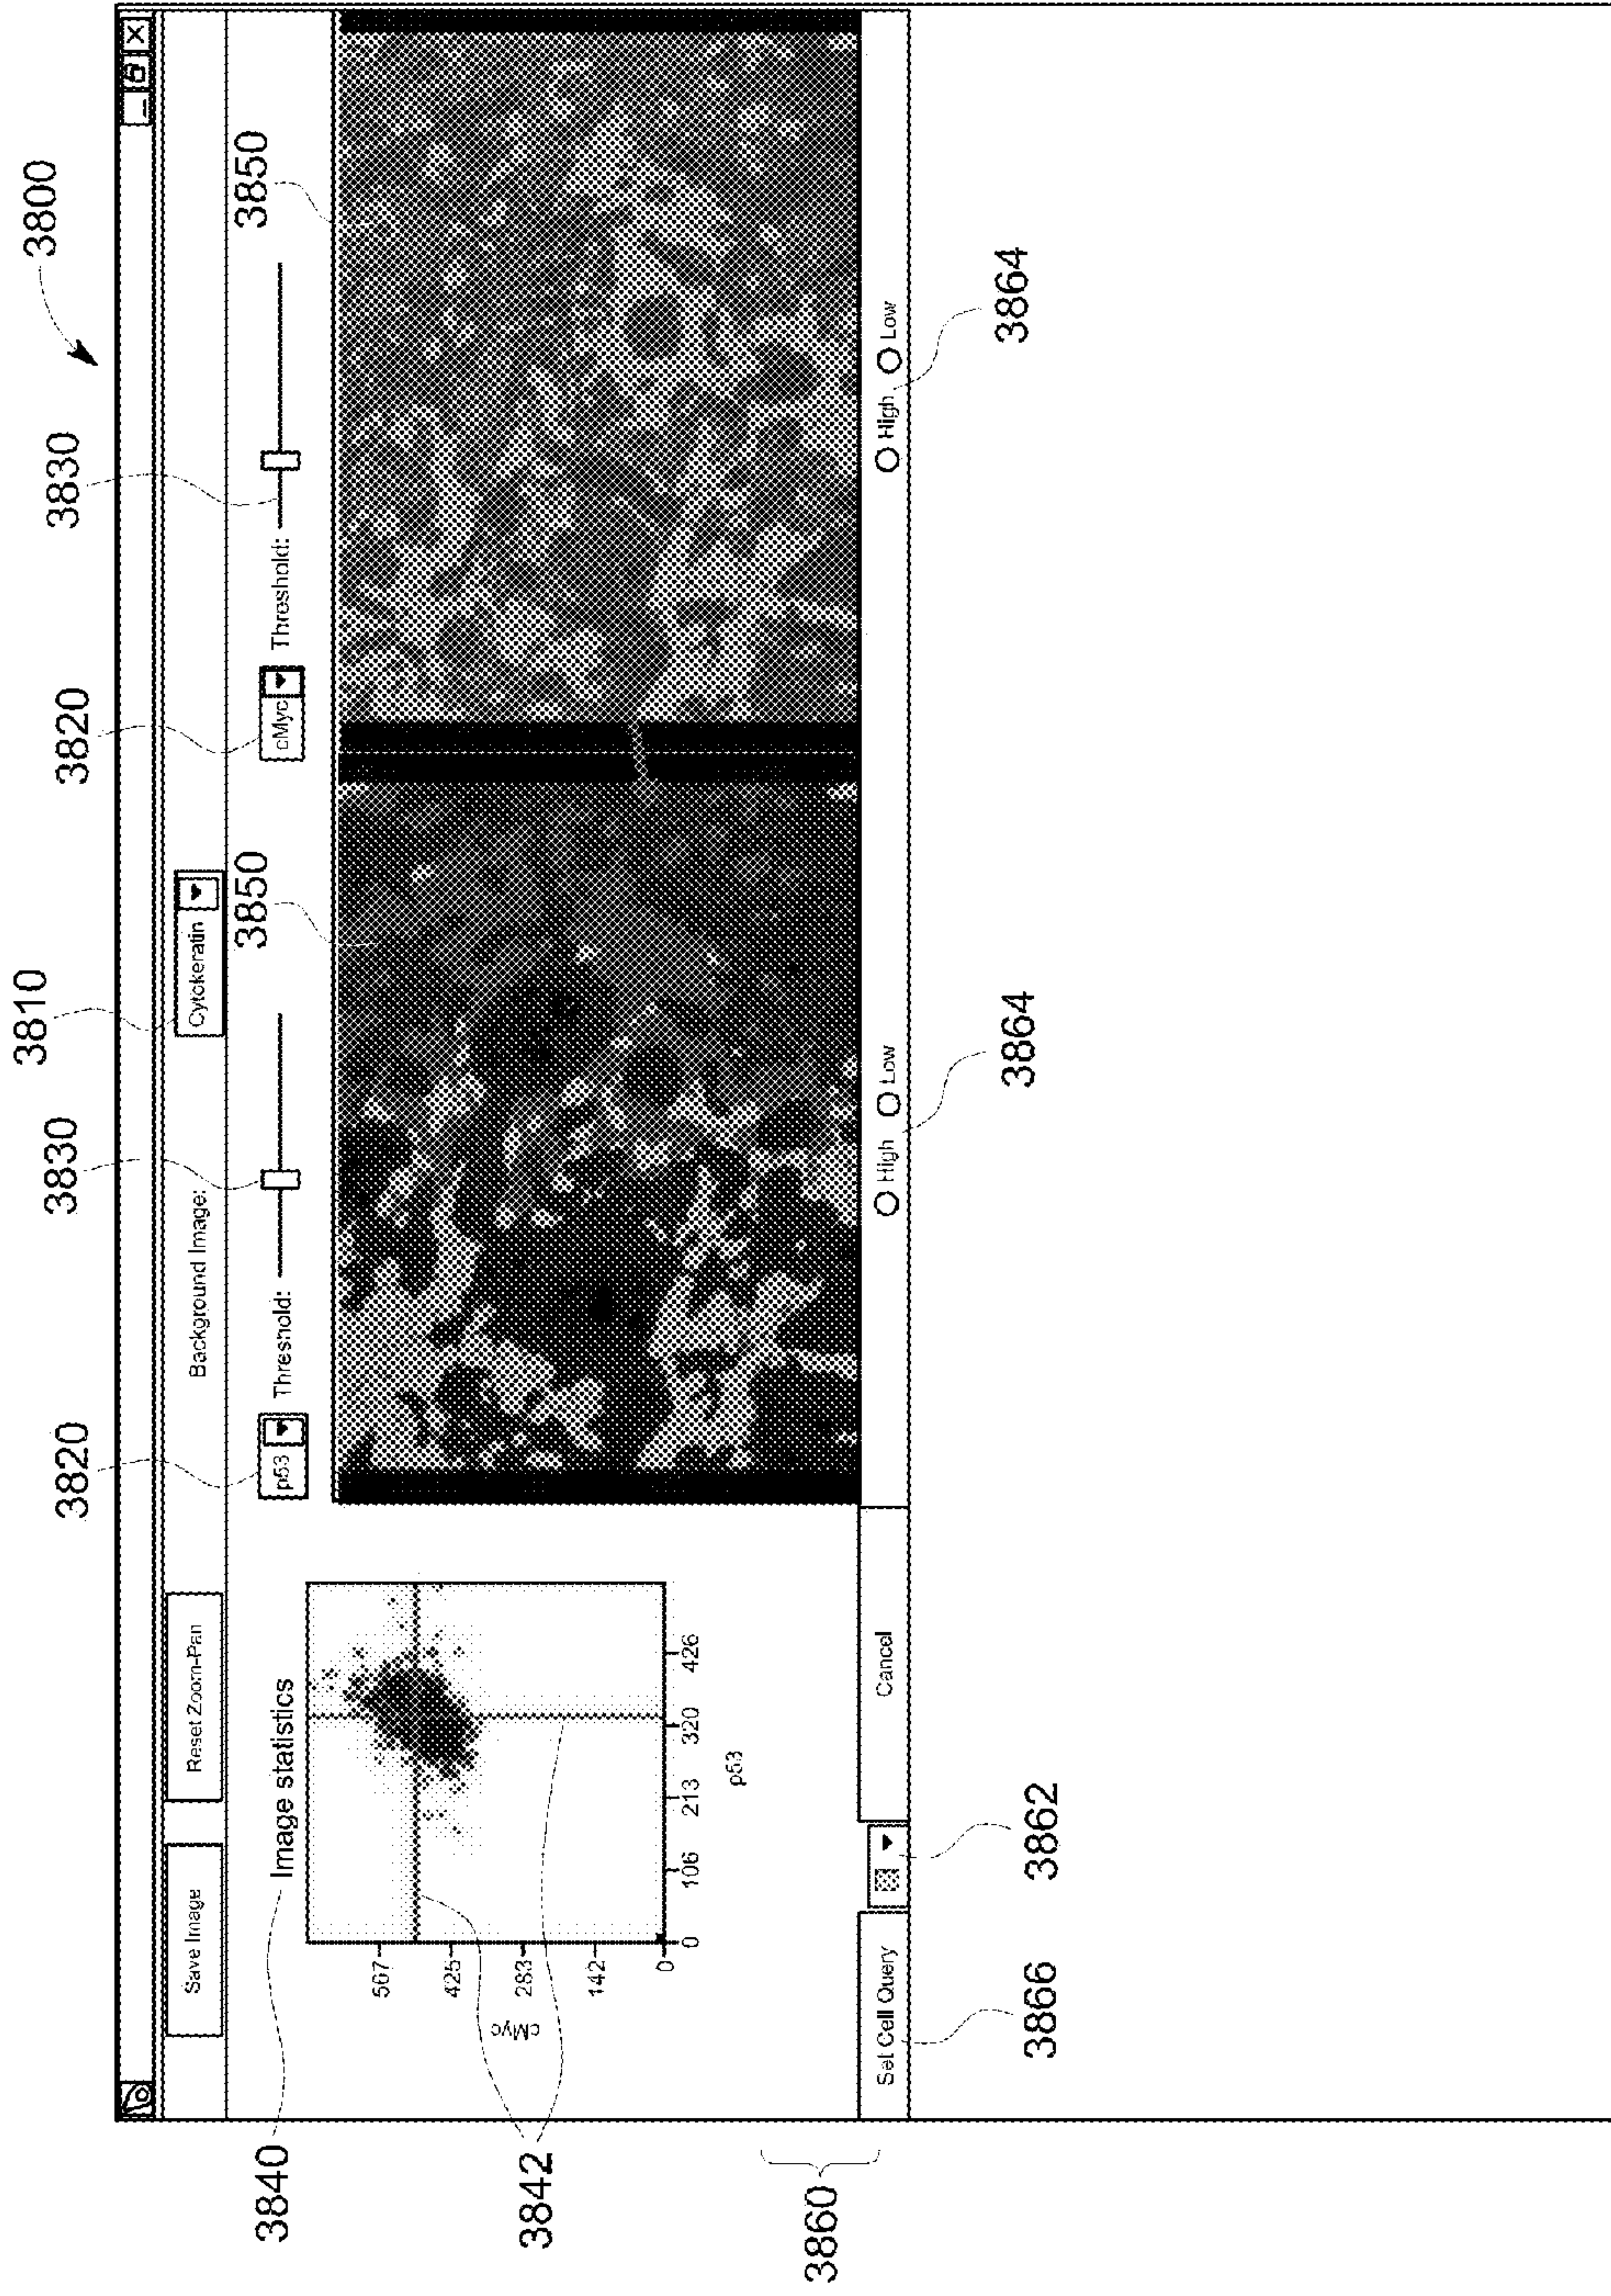 3800
3810
3820
3830
3820
3830
Save Image
Reset Zoom-Pan
Background Image:
Cytokeratin
3840
Image statistics
p53
Threshold:
3850
cMyc
Threshold:
3850
567
425
283
142
0
cMyc
0
106
213
320
426
p53
3842
3860
Set Cell Query
Cancel
High
Low
High
Low
3866
3862
3864
3864